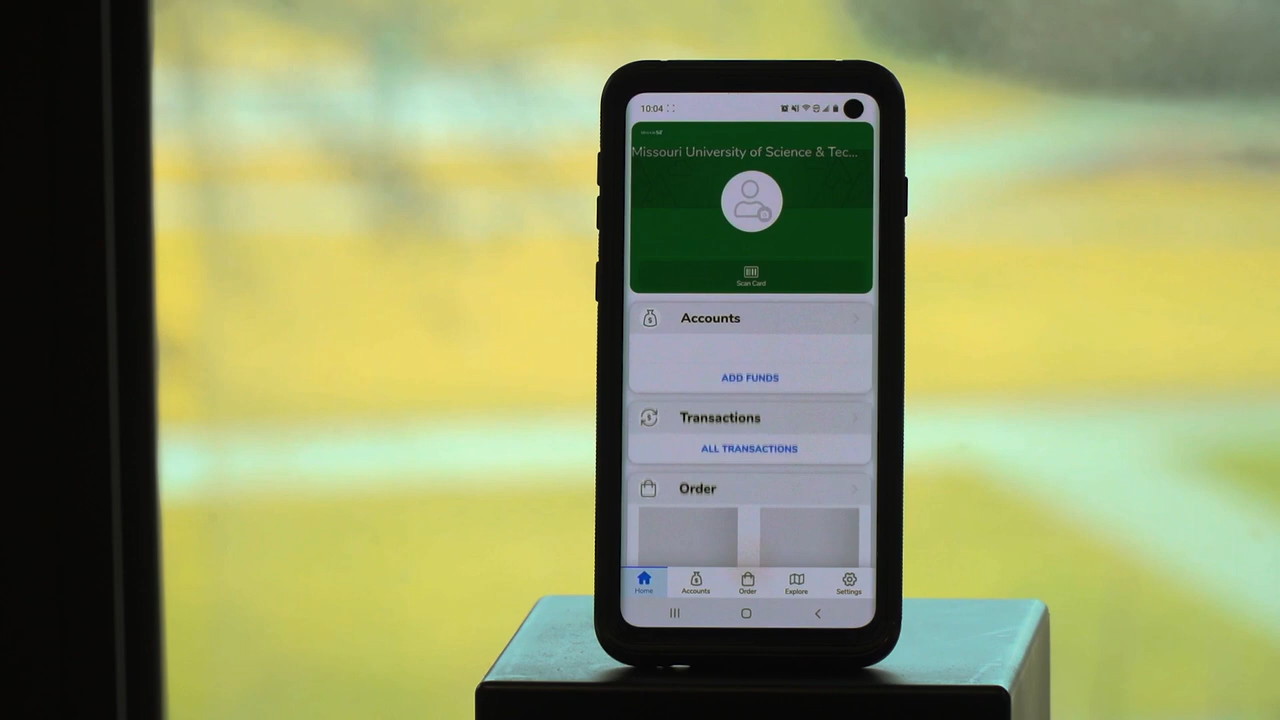 10:04
Missouri University of Science & Tec...
Scan Card
Accounts
ADD FUNDS
Transactions
ALL TRANSACTIONS
Order
Home Accounts Order Explore Settings